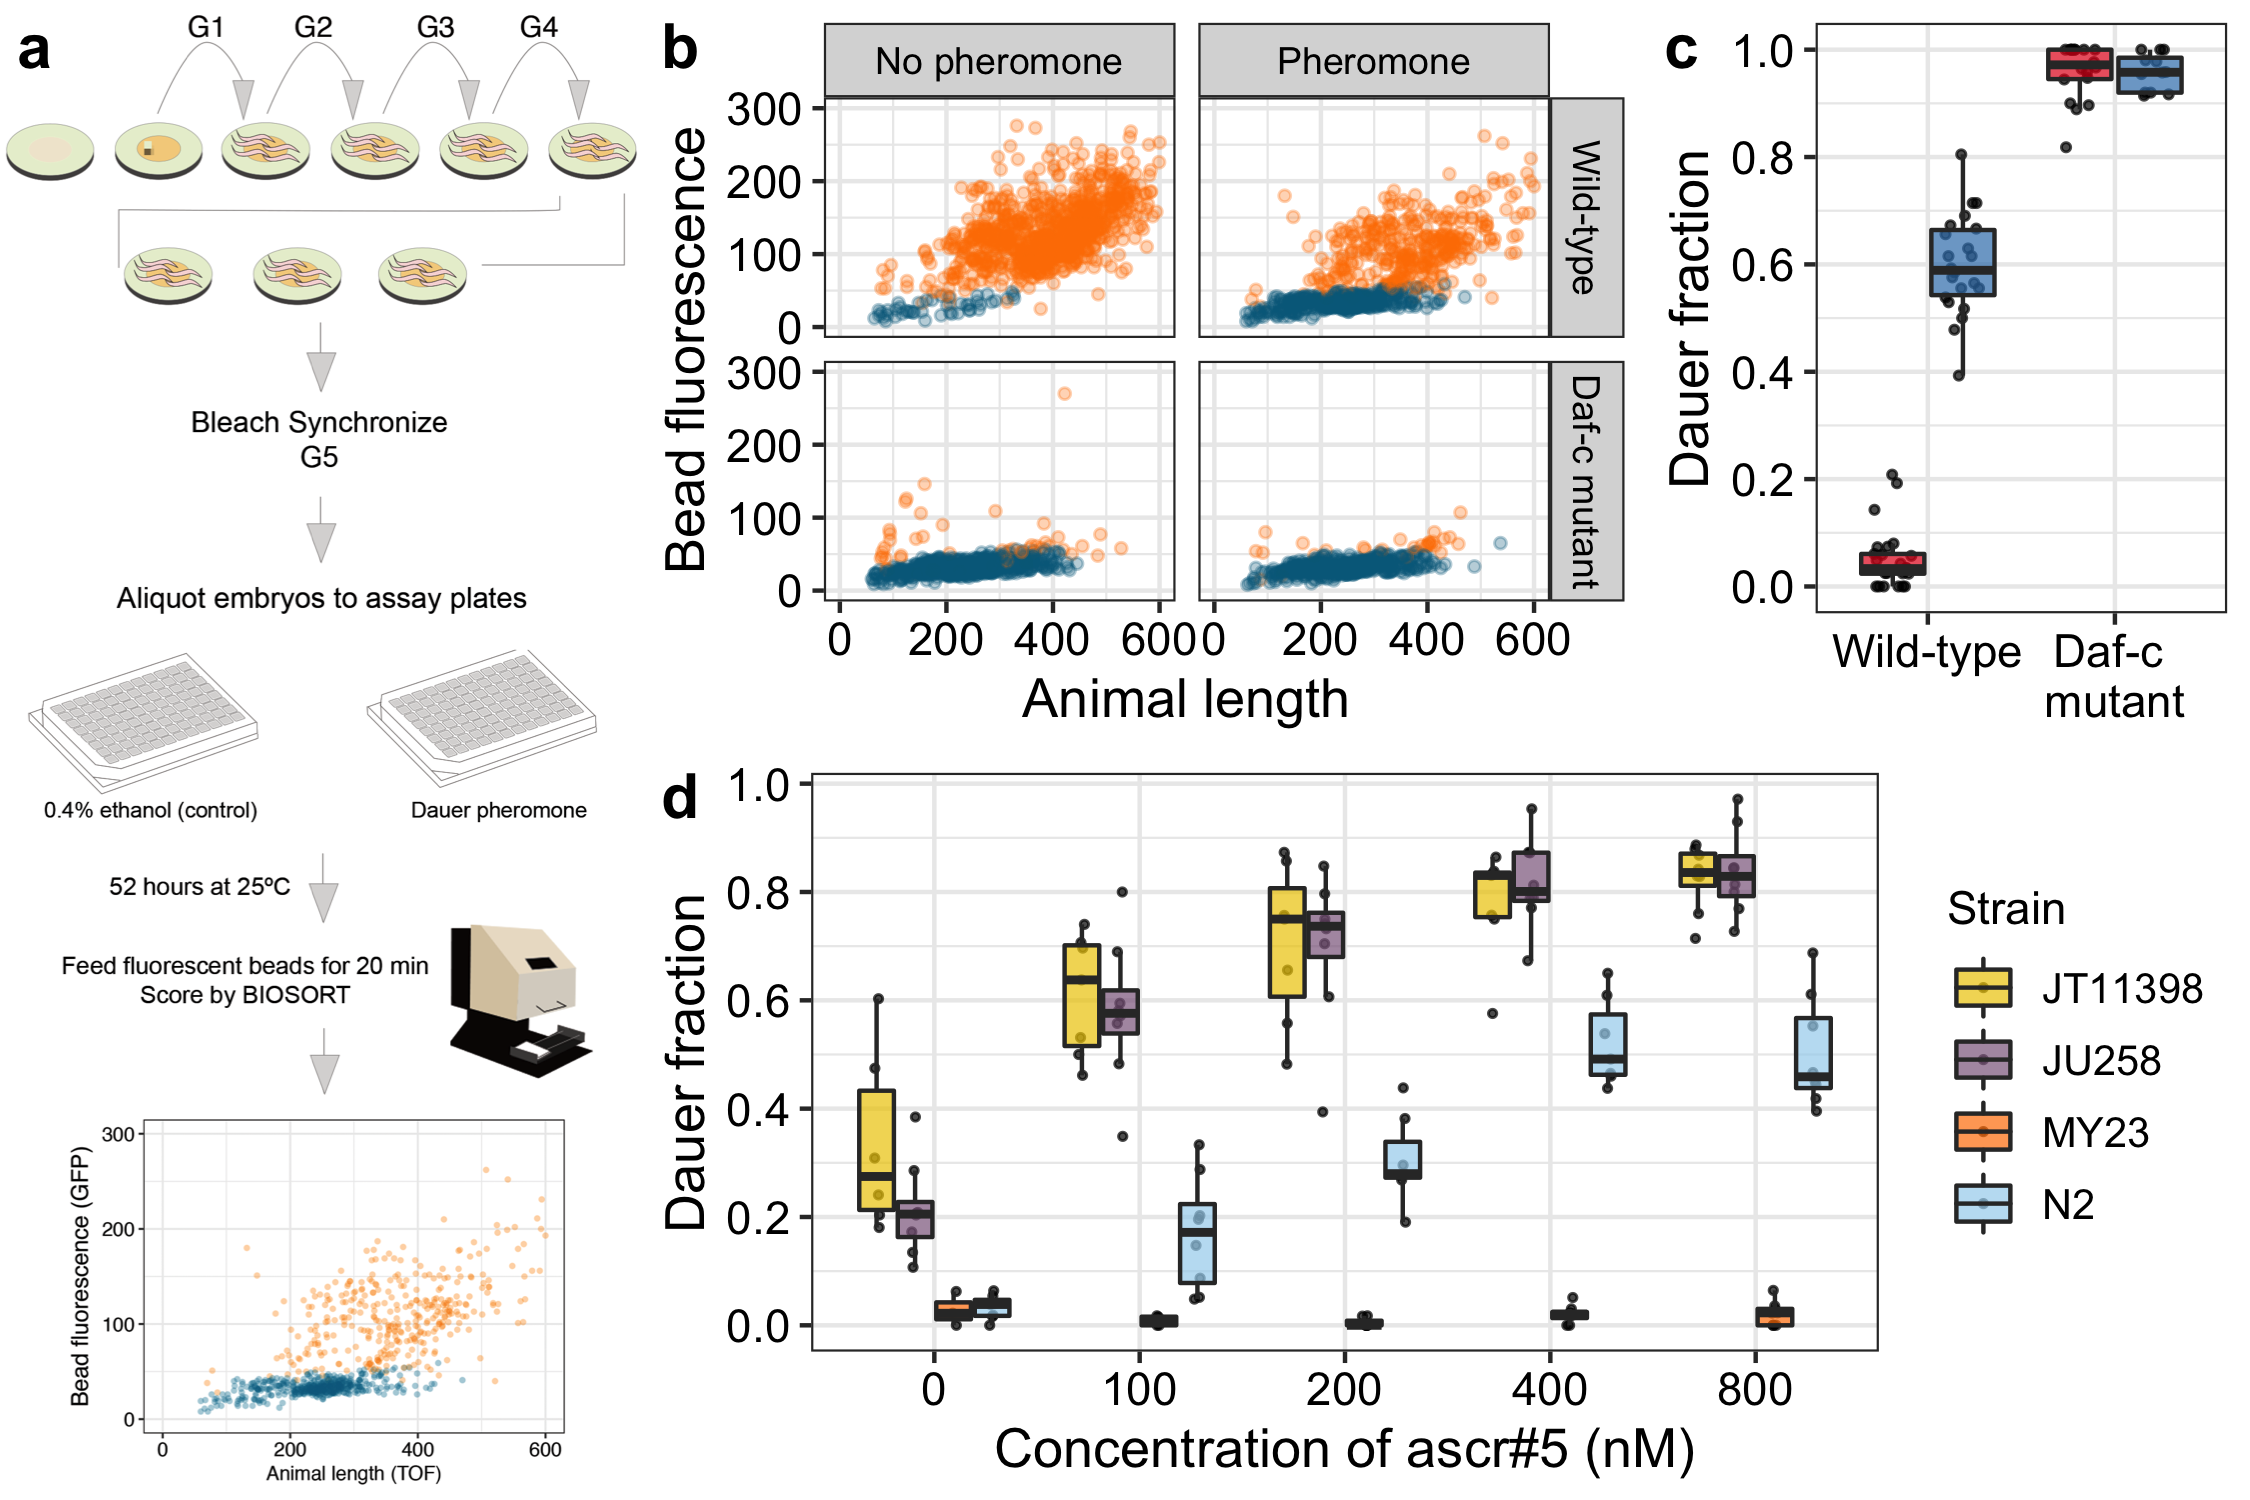 a
G1 G2 G3 G4
Bleach Synchronize
G5
Aliquot embryos to assay plates
0.4% ethanol (control) Dauer pheromone
52 hours at 25ºC
Feed fluorescent beads for 20 min
Score by BIOSORT
Bead fluorescence (GFP)
300
200
100
0
0 200 400 600
Animal length (TOF)
b
No pheromone Pheromone
Bead fluorescence
300
200
100
0
Wild-type
300
200
100
0
Daf-c mutant
0 200 400 600 0 200 400 600
Animal length
c
Dauer fraction
1.0
0.8
0.6
0.4
0.2
0.0
Wild-type Daf-c
mutant
d
Dauer fraction
1.0
0.8
0.6
0.4
0.2
0.0
0 100 200 400 800
Concentration of ascr#5 (nM)
Strain
JT11398
JU258
MY23
N2